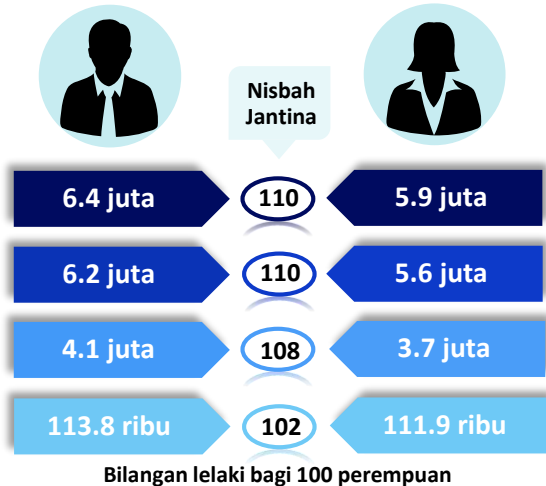 Nisbah
Jantina
6.4 juta
110
5.9 juta
6.2 juta
110
5.6 juta
4.1 juta
108
3.7 juta
113.8 ribu
102
111.9 ribu
Bilangan lelaki bagi 100 perempuan